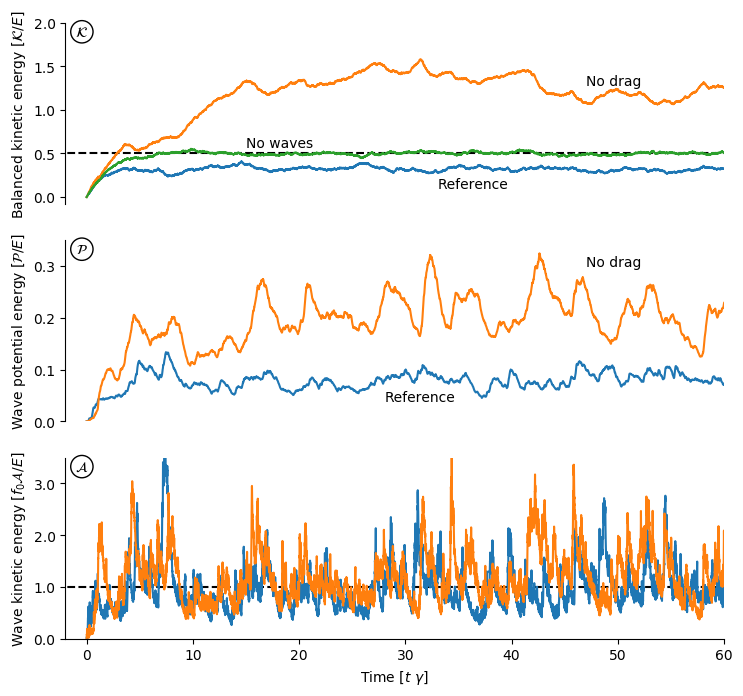 Balanced kinetic energy [𝒦/E]
2.0
1.5
1.0
0.5
0.0
𝒦
No drag
No waves
Reference
Wave potential energy [𝒫/E]
0.3
0.2
0.1
0.0
𝒫
No drag
Reference
Wave kinetic energy [f₀𝒜/E]
3.0
2.0
1.0
0.0
𝒜
0 10 20 30 40 50 60
Time [t γ]